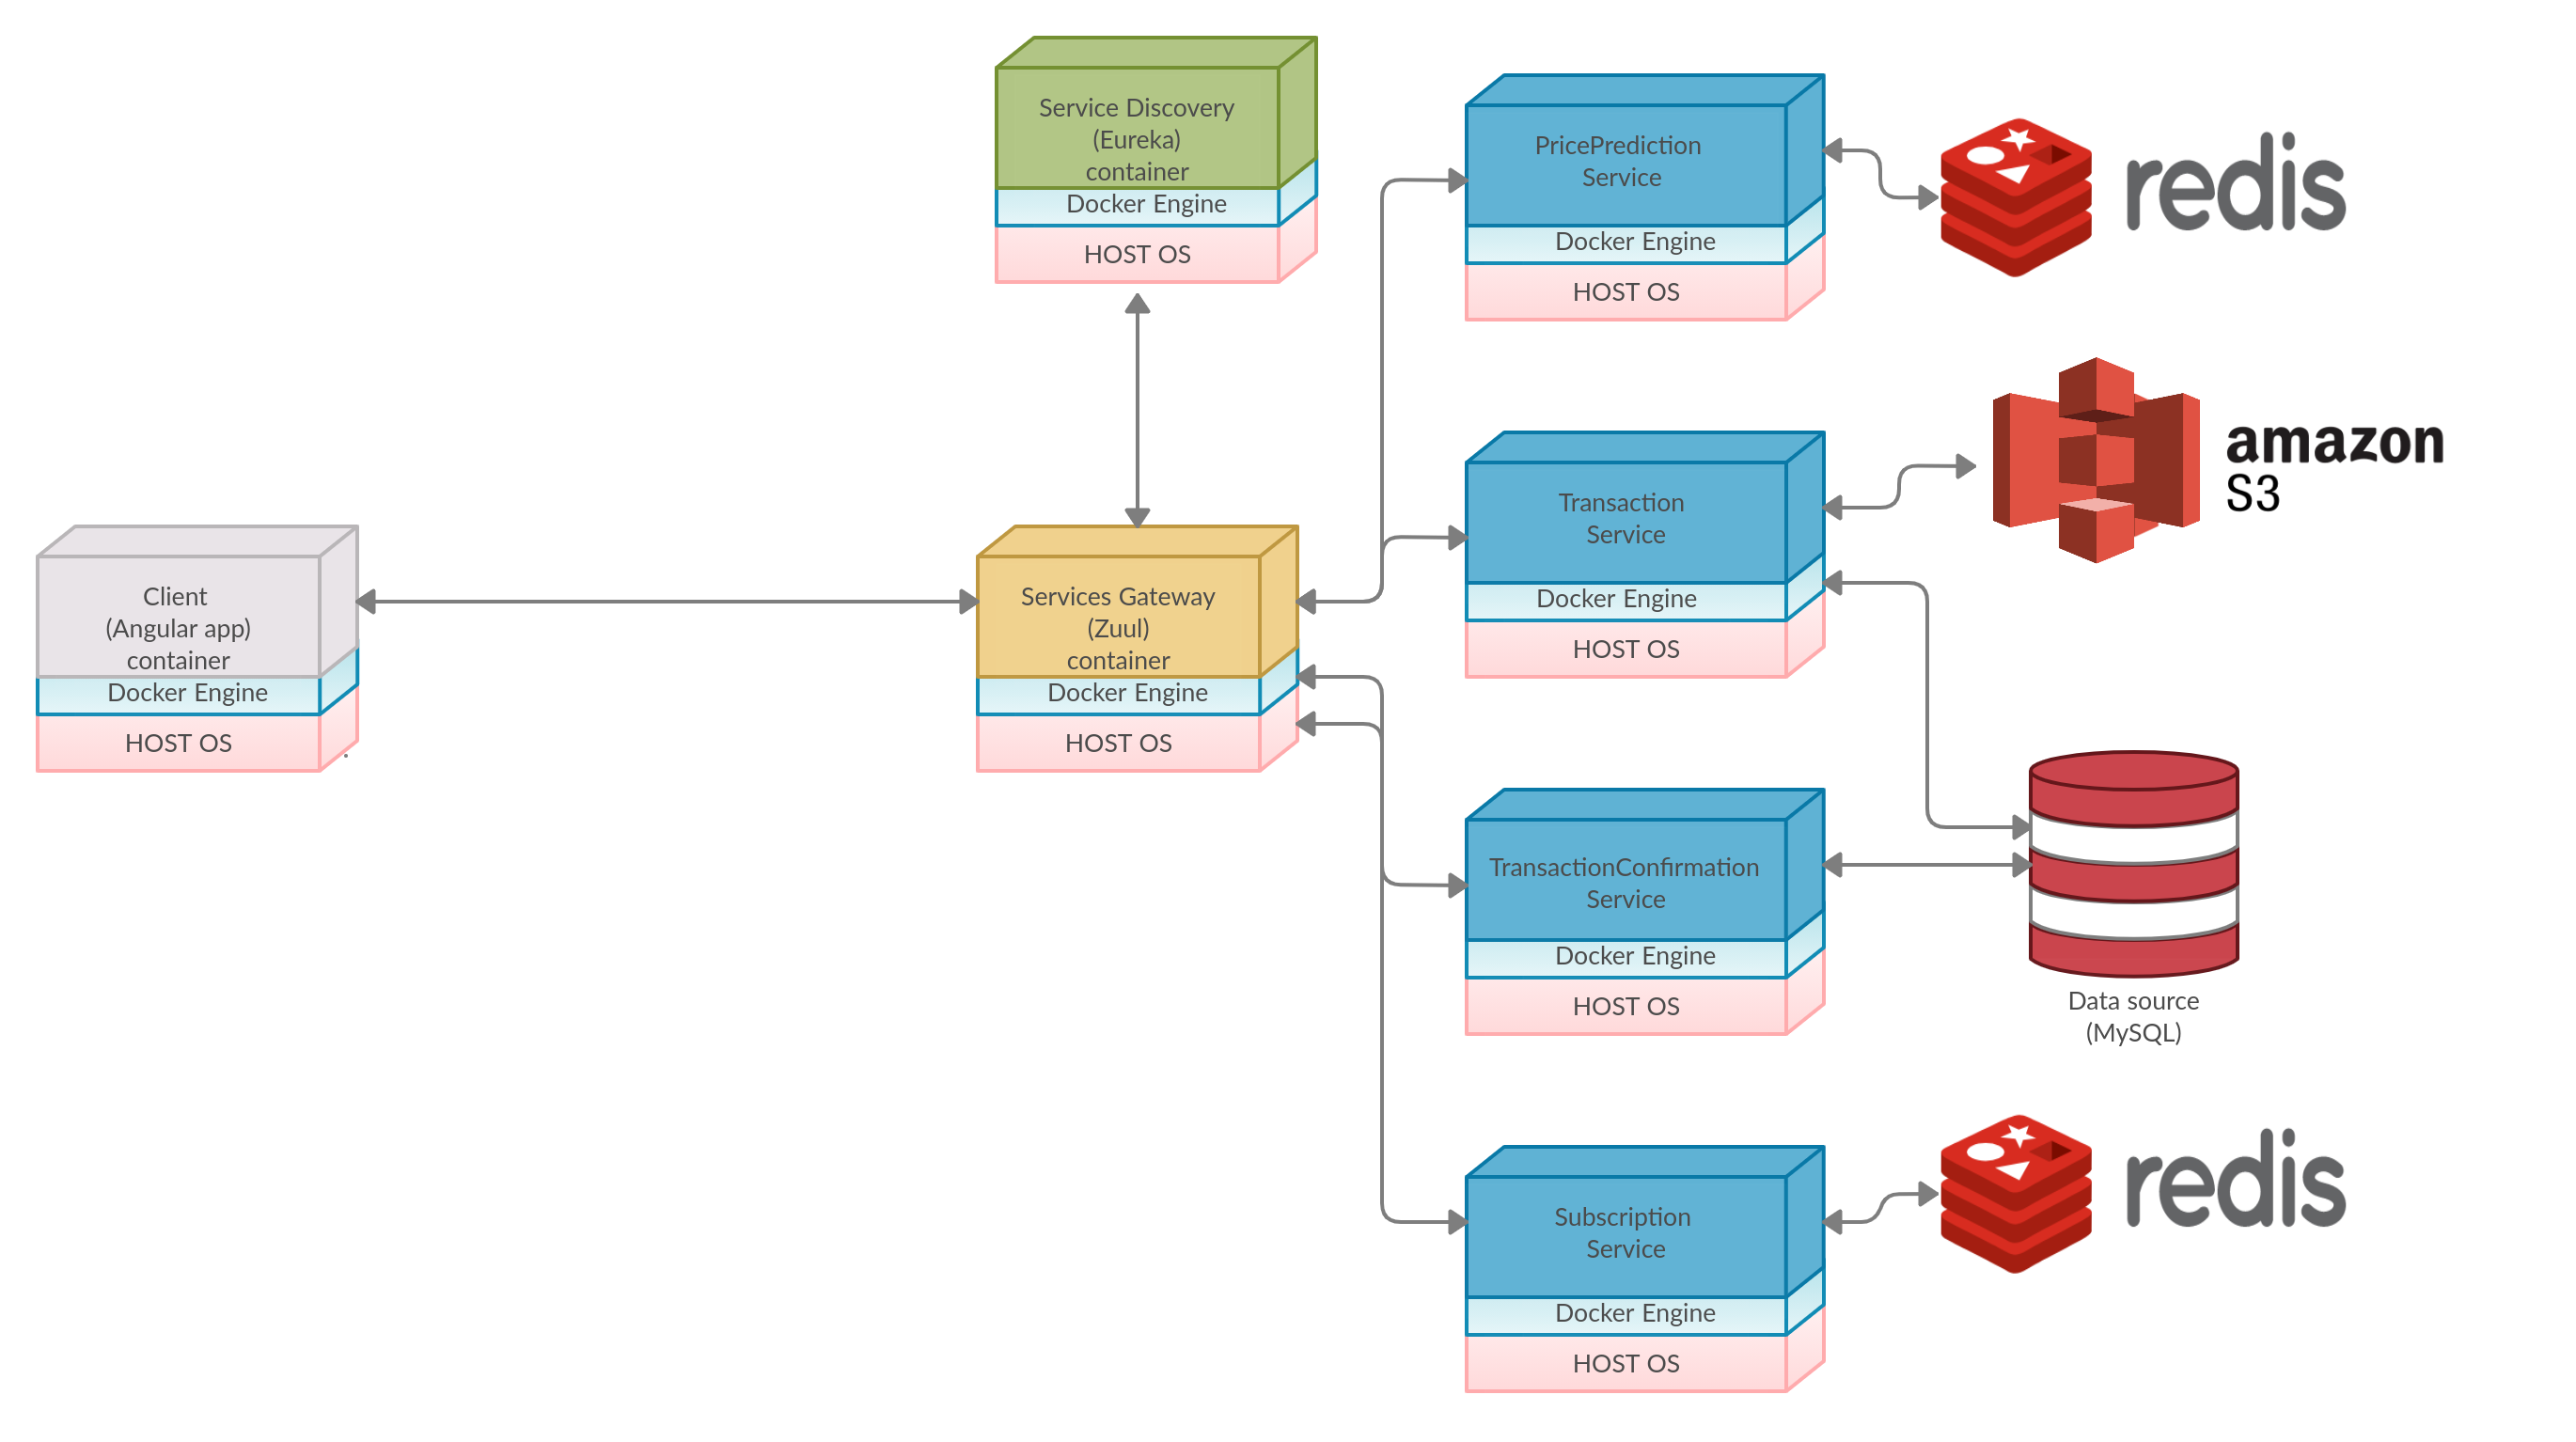 Service Discovery
(Eureka)
container
Docker Engine
HOST OS
PricePrediction
Service
Docker Engine
HOST OS
redis
Transaction
Service
Docker Engine
HOST OS
amazon
S3
Client
(Angular app)
container
Docker Engine
HOST OS
Services Gateway
(Zuul)
container
Docker Engine
HOST OS
TransactionConfirmation
Service
Docker Engine
HOST OS
Data source
(MySQL)
Subscription
Service
Docker Engine
HOST OS
redis